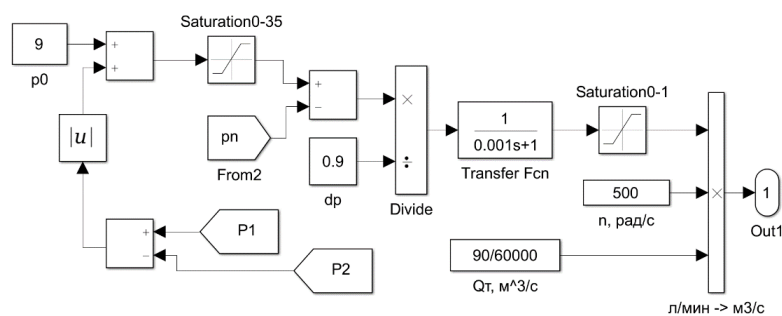 Saturation0-35
9
+
+
p0
+
−
×
÷
Saturation0-1
|u|
pn
From2
0.9
dp
Divide
1
0.001s+1
Transfer Fcn
500
n, рад/с
×
1
Out1
+
−
P1
P2
90/60000
Qт, м^3/с
л/мин -> м3/с